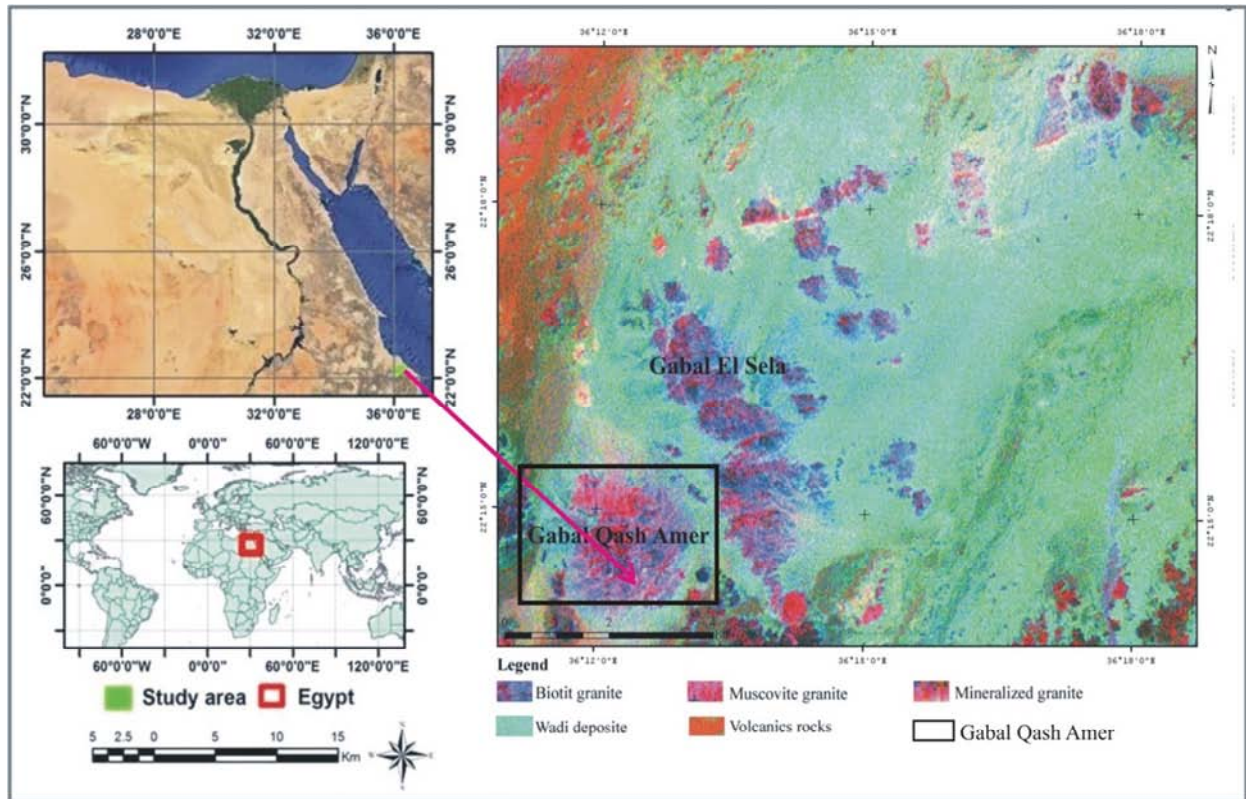 28°0'0"E 32°0'0"E 36°0'0"E
30°0'0"N 30°0'0"N
26°0'0"N 26°0'0"N
22°0'0"N 22°0'0"N
28°0'0"E 32°0'0"E 36°0'0"E
60°0'0"W 0°0'0" 60°0'0"E 120°0'0"E
60°0'0"N 60°0'0"N
0°0'0" 0°0'0"
60°0'0"W 0°0'0" 60°0'0"E 120°0'0"E
Study area Egypt
5 2.5 0 5 10 15
Km
N
W E
S
36°12'0"E 36°15'0"E 36°18'0"E
N
22°18'0"N 22°18'0"N
Gabal El Sela
22°15'0"N 22°15'0"N
Gabal Qash Amer
2
36°12'0"E 36°18'0"E
Legend
Biotit granite Muscovite granite Mineralized granite
Wadi deposite Volcanics rocks Gabal Qash Amer